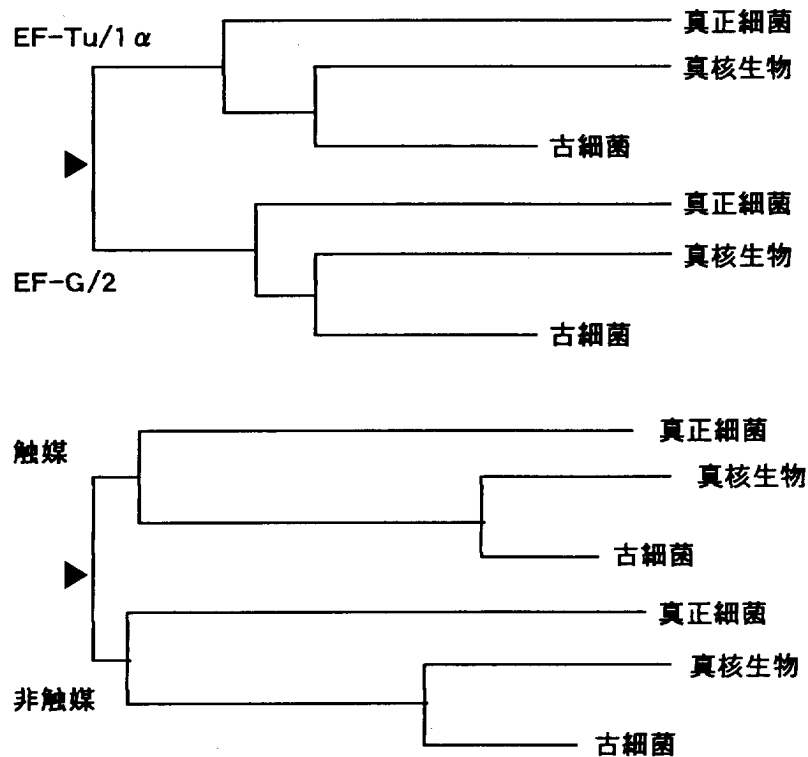 EF-Tu/1α
真正細菌
真核生物
古細菌
真正細菌
真核生物
EF-G/2
古細菌
触媒
真正細菌
真核生物
古細菌
真正細菌
真核生物
非触媒
古細菌